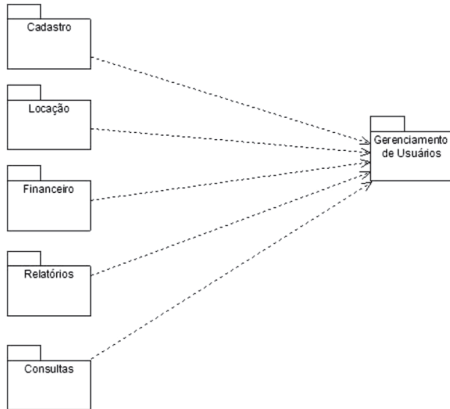 Cadastro
Locação
Gerenciamento
de Usuários
Financeiro
Relatórios
Consultas